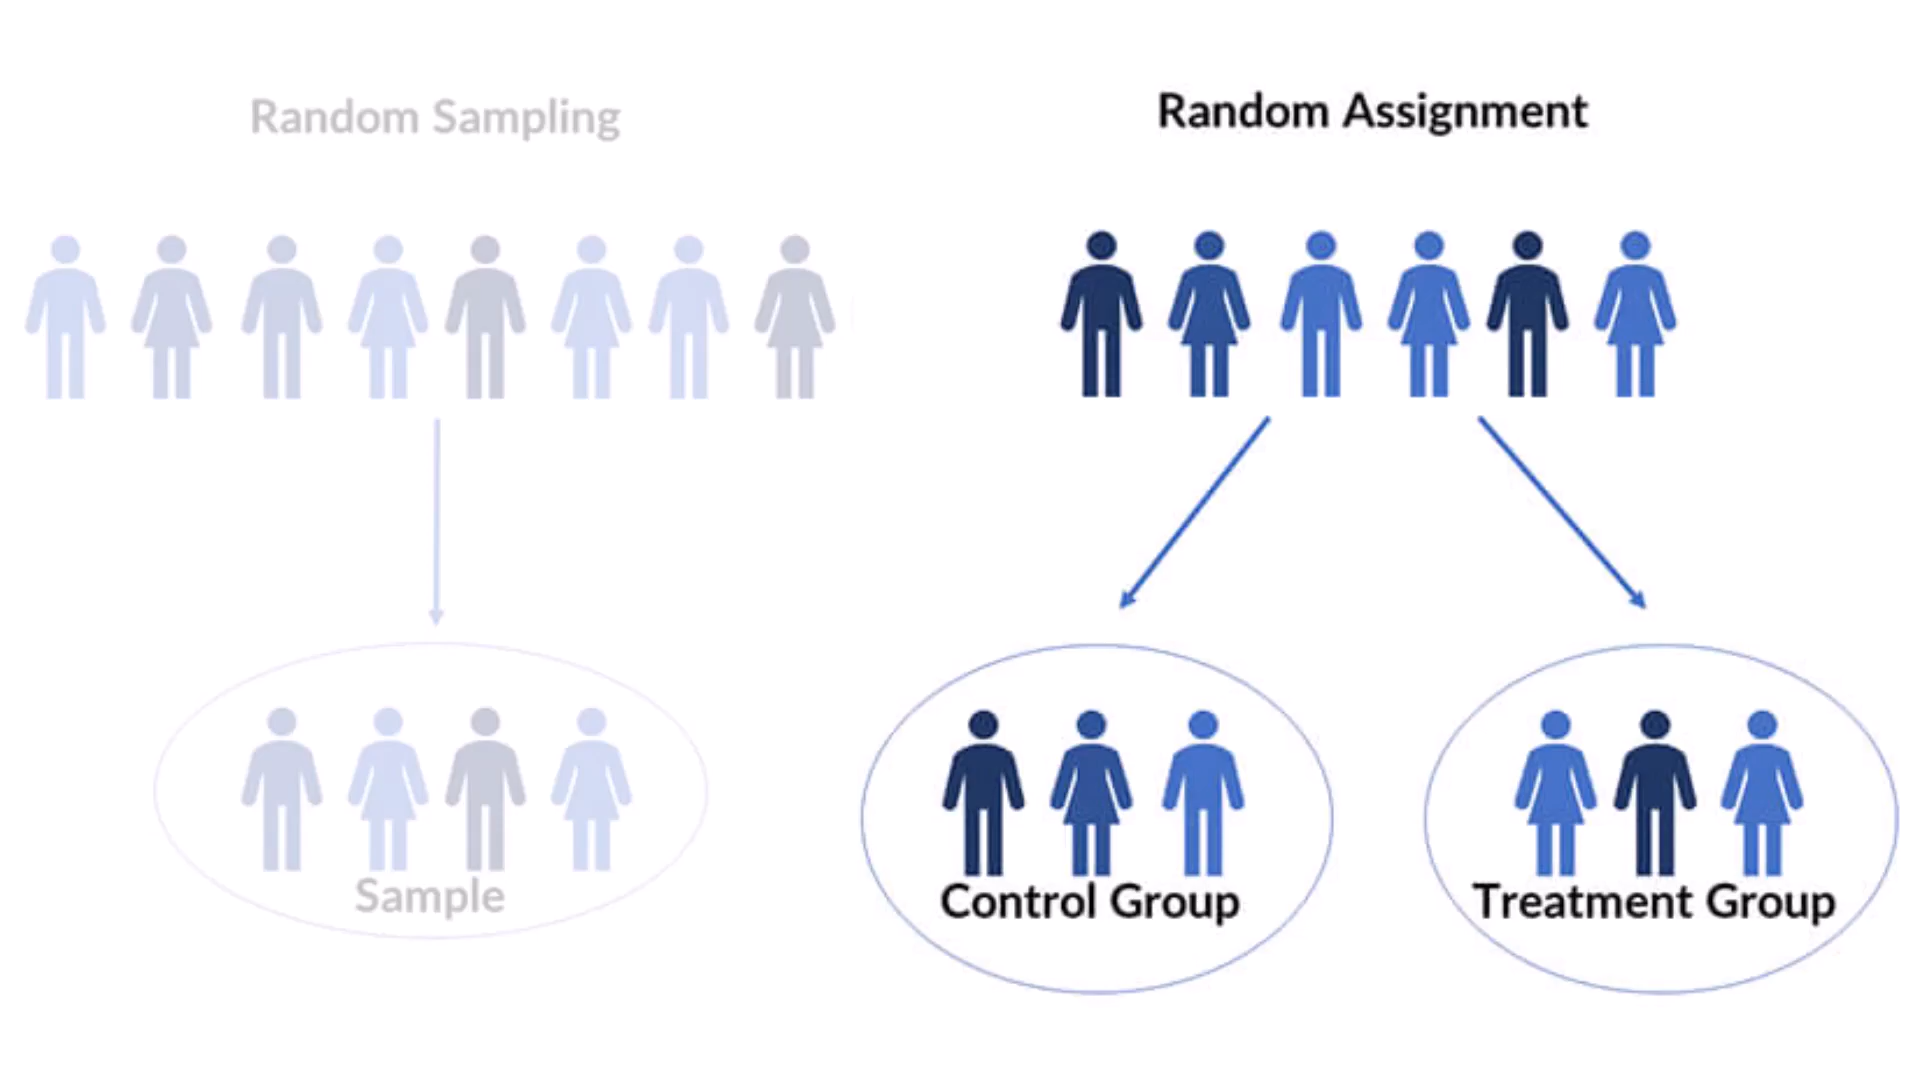 Random Sampling
Random Assignment
Sample
Control Group
Treatment Group